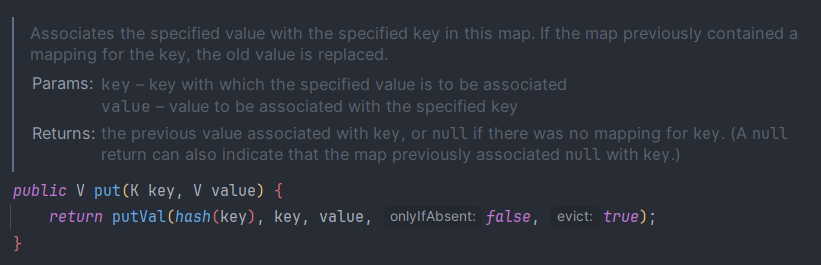 Associates the specified value with the specified key in this map. If the map previously contained a
mapping for the key, the old value is replaced.
Params: key – key with which the specified value is to be associated
value – value to be associated with the specified key
Returns: the previous value associated with key, or null if there was no mapping for key. (A null
return can also indicate that the map previously associated null with key.)
public V put(K key, V value) {
    return putVal(hash(key), key, value, onlyIfAbsent: false, evict: true);
}